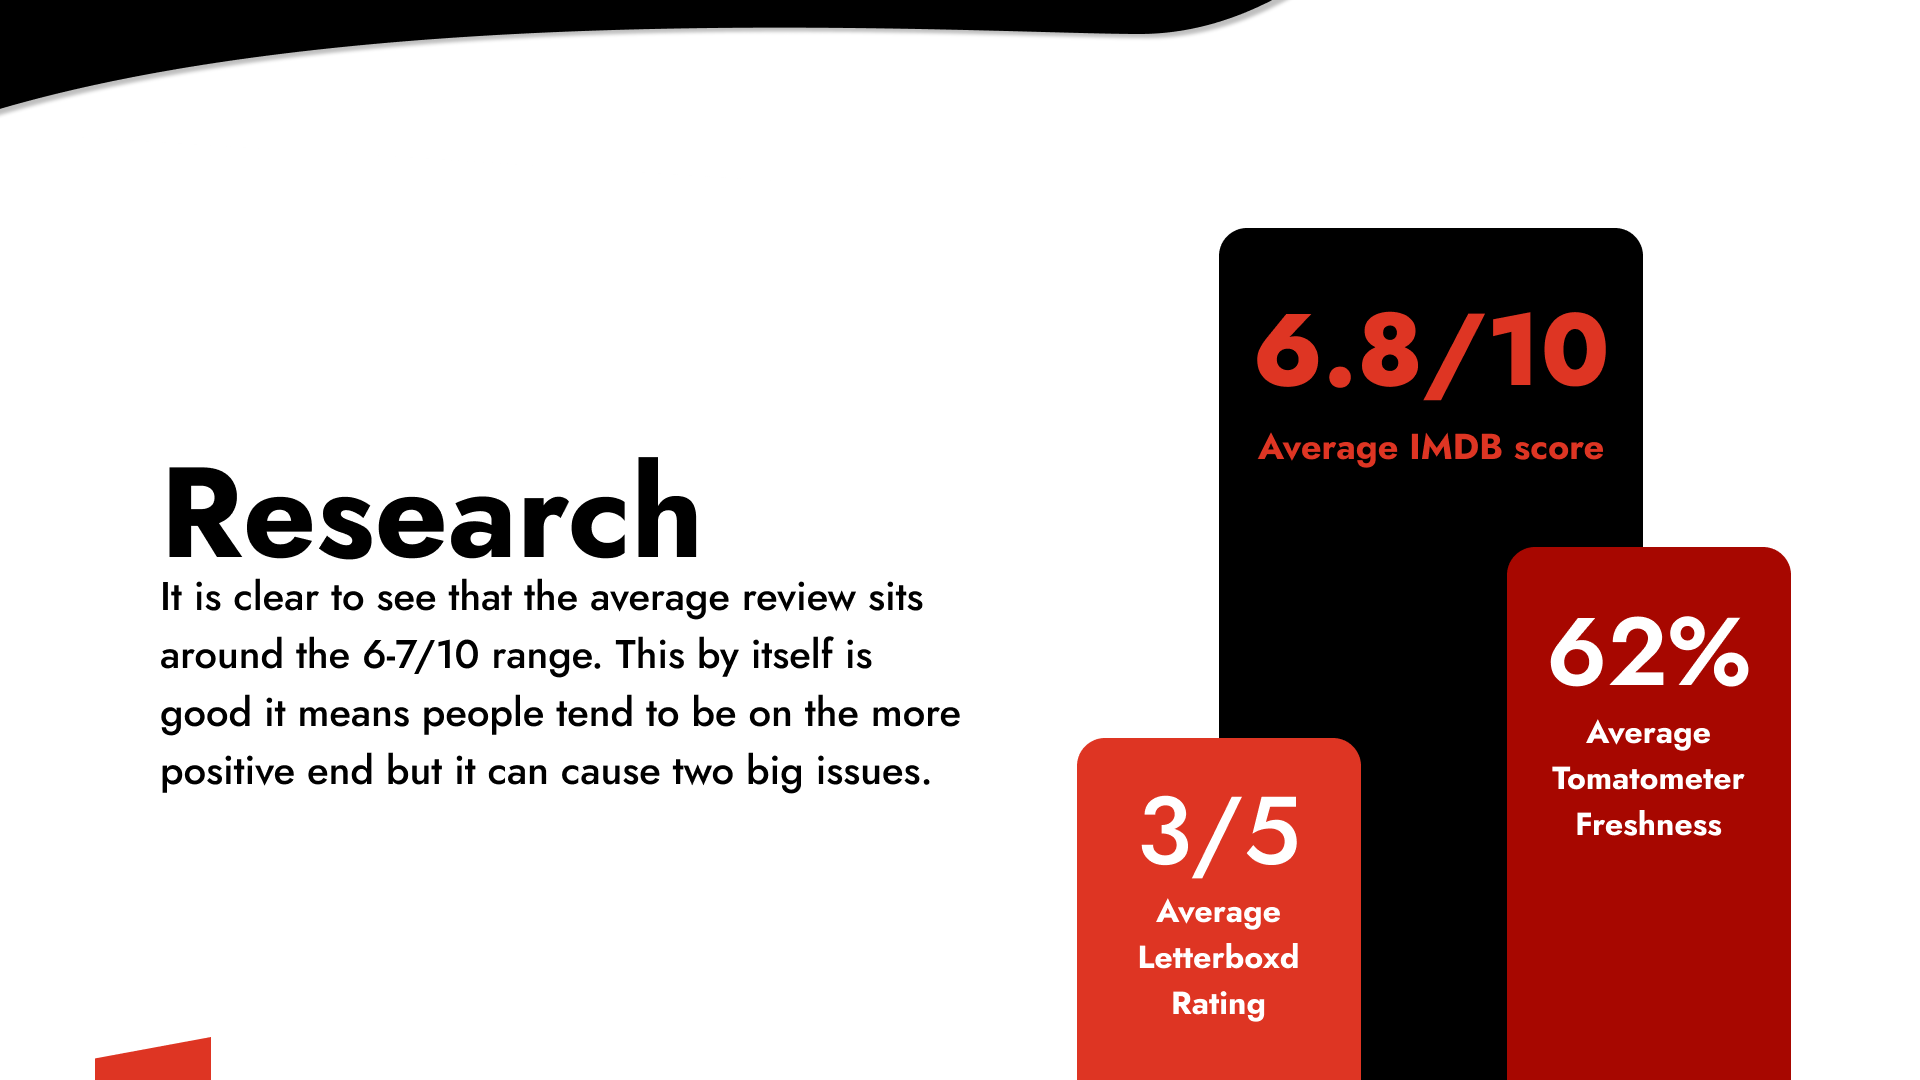 Research
It is clear to see that the average review sits
around the 6-7/10 range. This by itself is
good it means people tend to be on the more
positive end but it can cause two big issues.
6.8/10
Average IMDB score
62%
Average
Tomatometer
Freshness
3/5
Average
Letterboxd
Rating